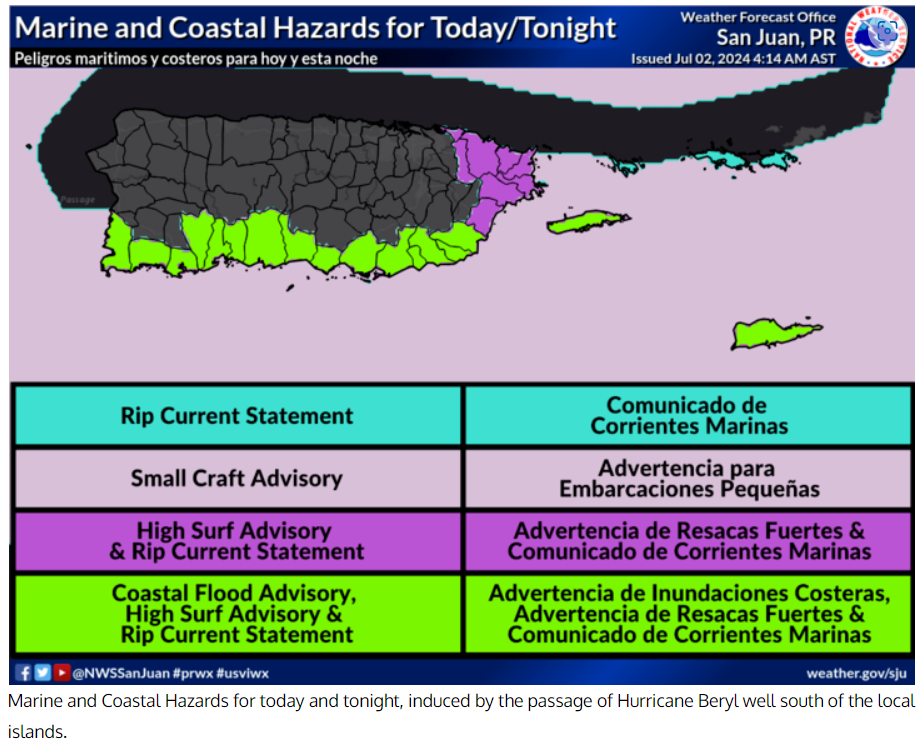 Marine and Coastal Hazards for Today/Tonight
Peligros maritimos y costeros para hoy y esta noche
Weather Forecast Office
San Juan, PR
Issued Jul 02, 2024 4:14 AM AST
NATIONAL WEATHER SERVICE
Passage
Rip Current Statement
Comunicado de
Corrientes Marinas
Small Craft Advisory
Advertencia para
Embarcaciones Pequeñas
High Surf Advisory
& Rip Current Statement
Advertencia de Resacas Fuertes &
Comunicado de Corrientes Marinas
Coastal Flood Advisory,
High Surf Advisory &
Rip Current Statement
Advertencia de Inundaciones Costeras,
Advertencia de Resacas Fuertes &
Comunicado de Corrientes Marinas
@NWSSanJuan #prwx #usviwx
weather.gov/sju
Marine and Coastal Hazards for today and tonight, induced by the passage of Hurricane Beryl well south of the local
islands.